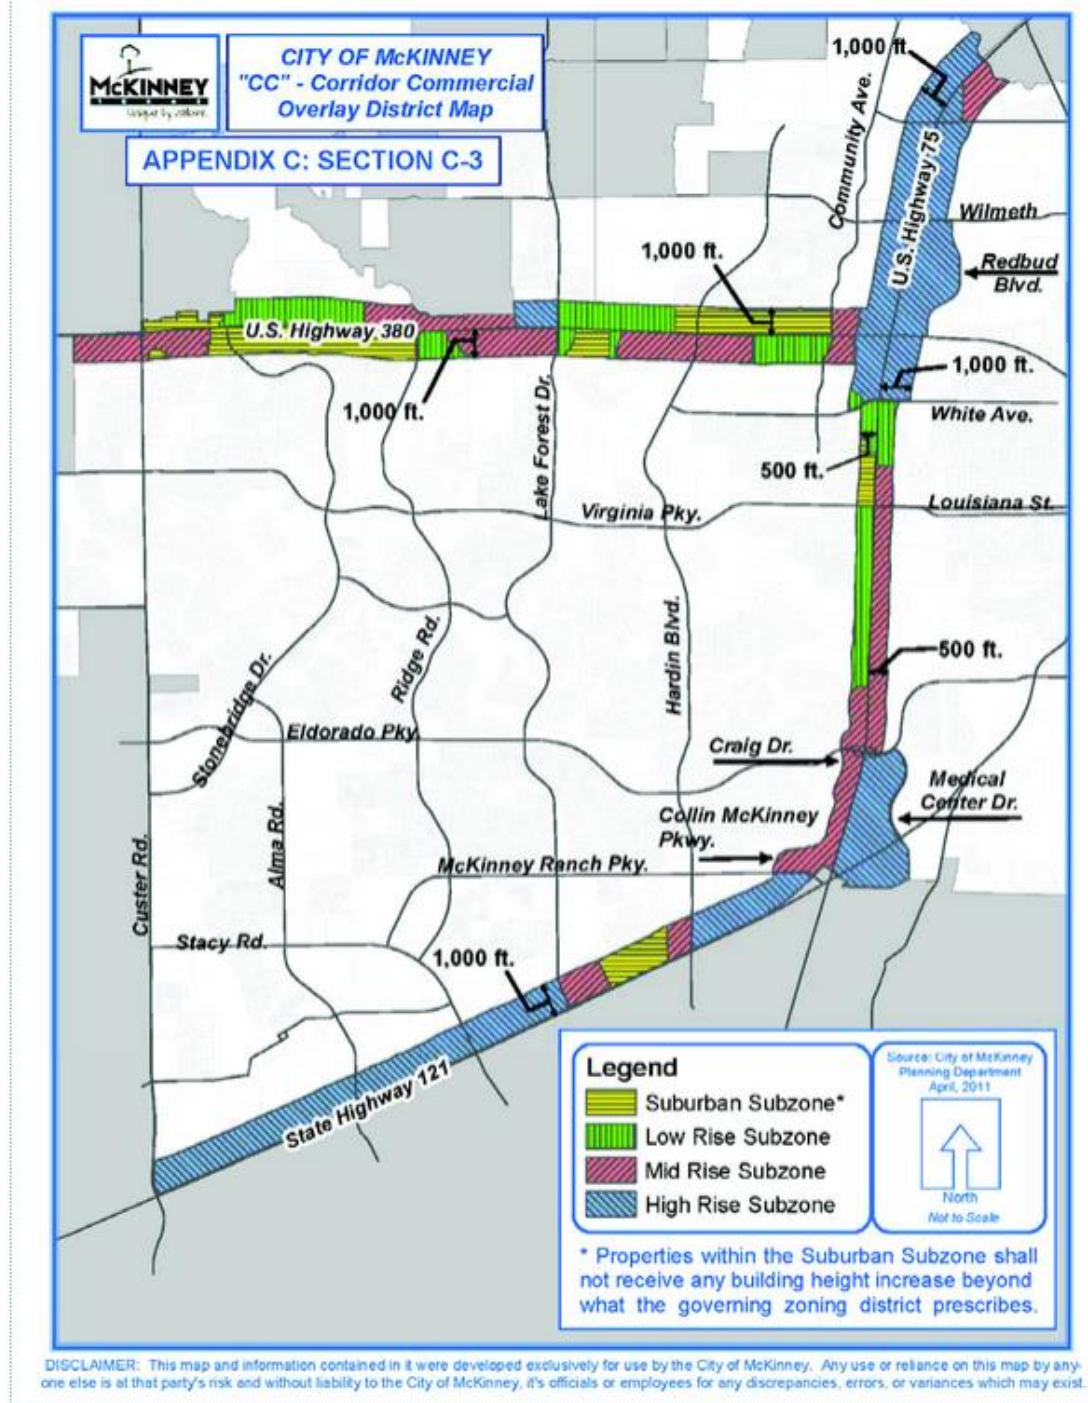 McKINNEY
TEXAS
Unique by nature.
CITY OF McKINNEY
"CC" - Corridor Commercial
Overlay District Map
APPENDIX C: SECTION C-3
1,000 ft.
Community Ave.
U.S. Highway 75
Wilmeth
1,000 ft.
Redbud
Blvd.
U.S. Highway 380
1,000 ft.
1,000 ft.
White Ave.
Lake Forest Dr.
500 ft.
Virginia Pky.
Louisiana St.
Hardin Blvd.
Ridge Rd.
500 ft.
Stonebridge Dr.
Eldorado Pky.
Craig Dr.
Medical
Center Dr.
Collin McKinney
Pkwy.
Alma Rd.
Custer Rd.
McKinney Ranch Pky.
Stacy Rd.
1,000 ft.
State Highway 121
Legend
Suburban Subzone*
Low Rise Subzone
Mid Rise Subzone
High Rise Subzone
Source: City of McKinney
Planning Department
April, 2011
North
Not to Scale
* Properties within the Suburban Subzone shall
not receive any building height increase beyond
what the governing zoning district prescribes.
DISCLAIMER: This map and information contained in it were developed exclusively for use by the City of McKinney. Any use or reliance on this map by any-
one else is at that party's risk and without liability to the City of McKinney, it's officials or employees for any discrepancies, errors, or variances which may exist.